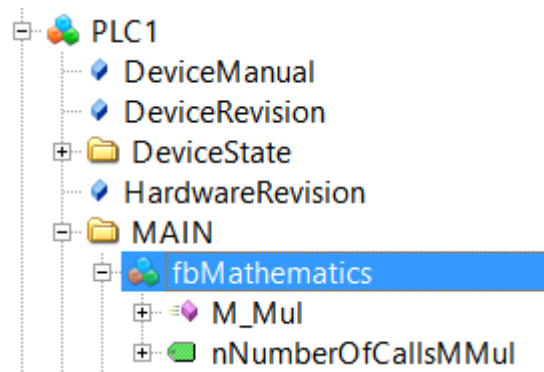 PLC1
DeviceManual
DeviceRevision
DeviceState
HardwareRevision
MAIN
fbMathematics
M_Mul
nNumberOfCallsMMul